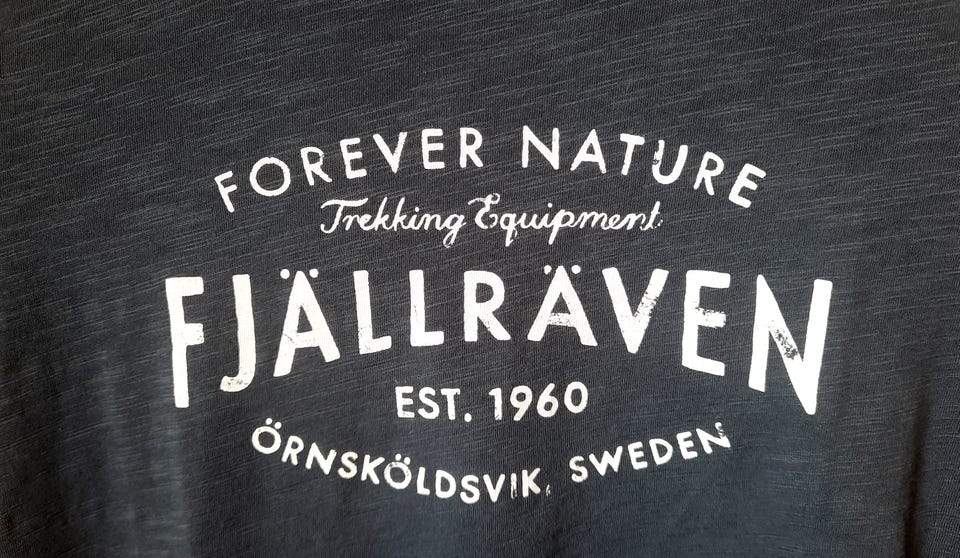 FOREVER NATURE
Trekking Equipment
FJÄLLRÄVEN
EST. 1960
ÖRNSKÖLDSVIK, SWEDEN